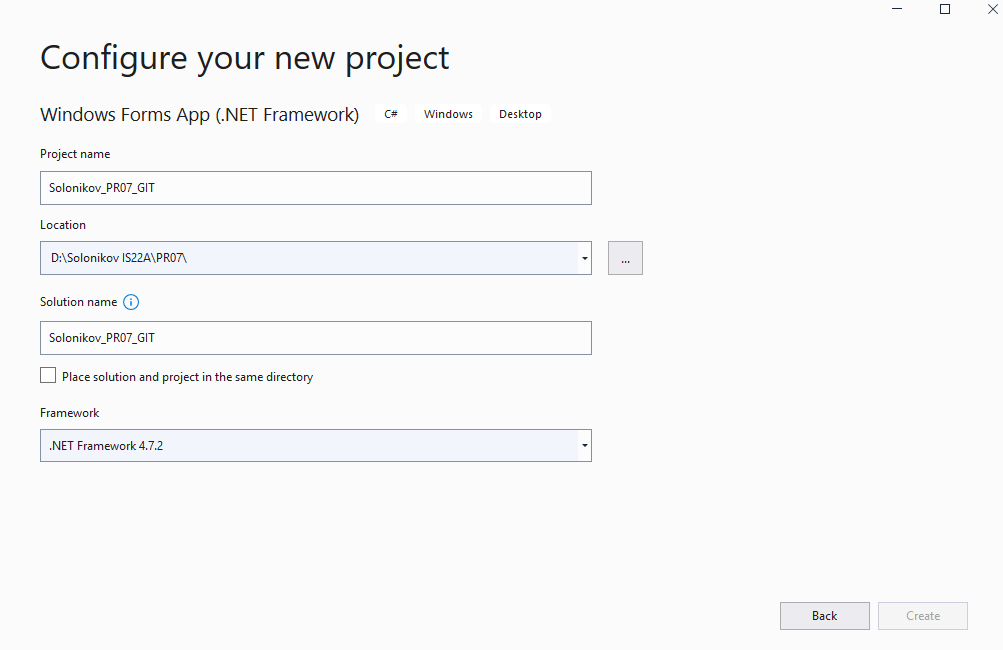 Configure your new project
Windows Forms App (.NET Framework) C# Windows Desktop
Project name
Solonikov_PR07_GIT
Location
D:\Solonikov IS22A\PR07\
...
Solution name
Solonikov_PR07_GIT
Place solution and project in the same directory
Framework
.NET Framework 4.7.2
Back Create